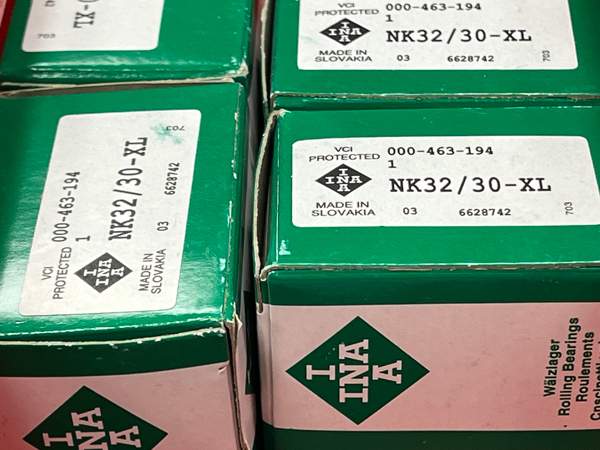 TX-
703
VCI
PROTECTED
000-463-194
1
INA
NK32/30-XL
MADE IN
SLOVAKIA
03
6628742
703
VCI
PROTECTED
000-463-194
1
INA
NK32/30-XL
MADE IN
SLOVAKIA
03
6628742
703
VCI
PROTECTED
000-463-194
1
INA
NK32/30-XL
MADE IN
SLOVAKIA
03
6628742
703
INA
INA
Wälzlager
Rolling Bearings
Roulements